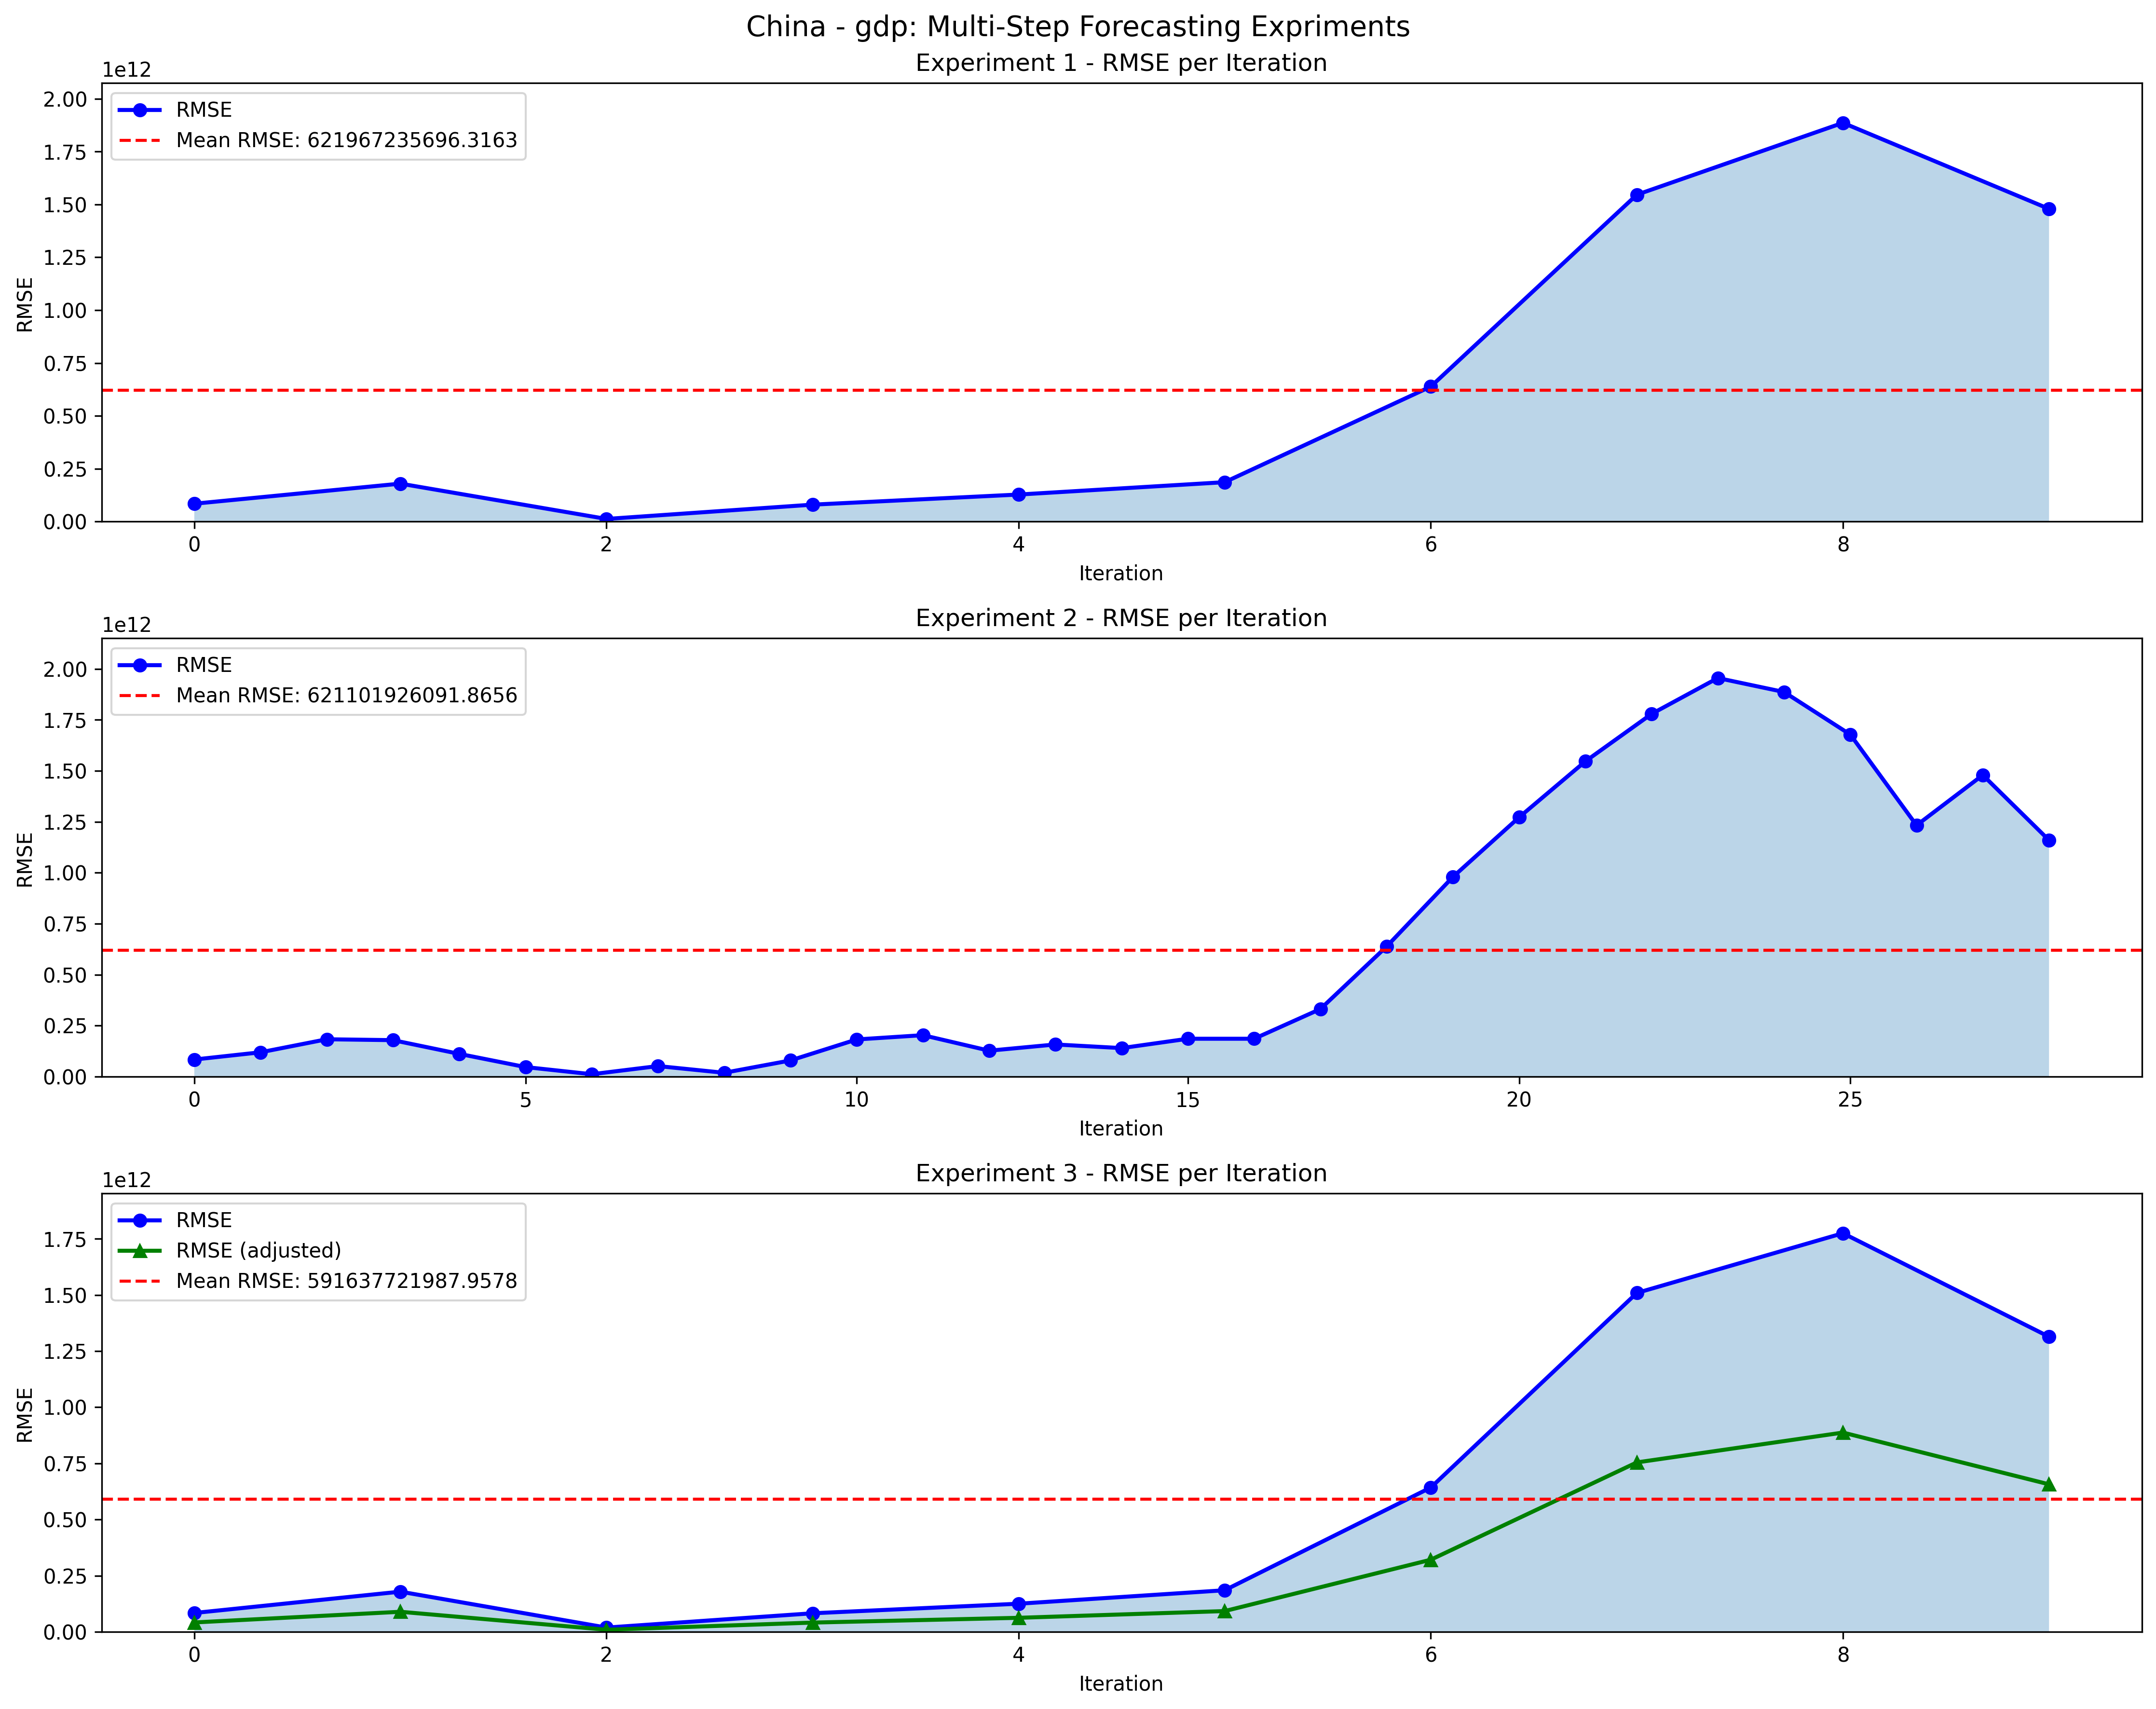 China - gdp: Multi-Step Forecasting Expriments
Experiment 1 - RMSE per Iteration
1e12
RMSE
Mean RMSE: 621967235696.3163
2.00
1.75
1.50
1.25
1.00
0.75
0.50
0.25
0.00
RMSE
0 2 4 6 8
Iteration
Experiment 2 - RMSE per Iteration
1e12
RMSE
Mean RMSE: 621101926091.8656
2.00
1.75
1.50
1.25
1.00
0.75
0.50
0.25
0.00
RMSE
0 5 10 15 20 25
Iteration
Experiment 3 - RMSE per Iteration
1e12
RMSE
RMSE (adjusted)
Mean RMSE: 591637721987.9578
1.75
1.50
1.25
1.00
0.75
0.50
0.25
0.00
RMSE
0 2 4 6 8
Iteration